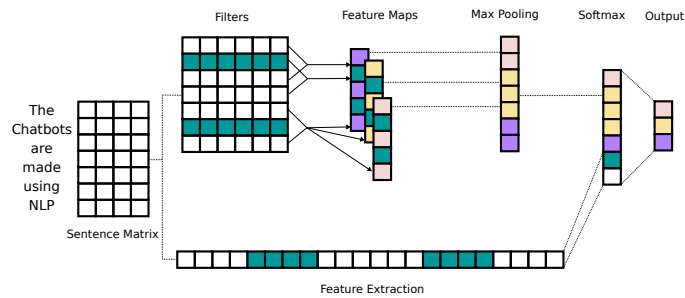 Filters
Feature Maps
Max Pooling
Softmax
Output
The
Chatbots
are
made
using
NLP
Sentence Matrix
Feature Extraction